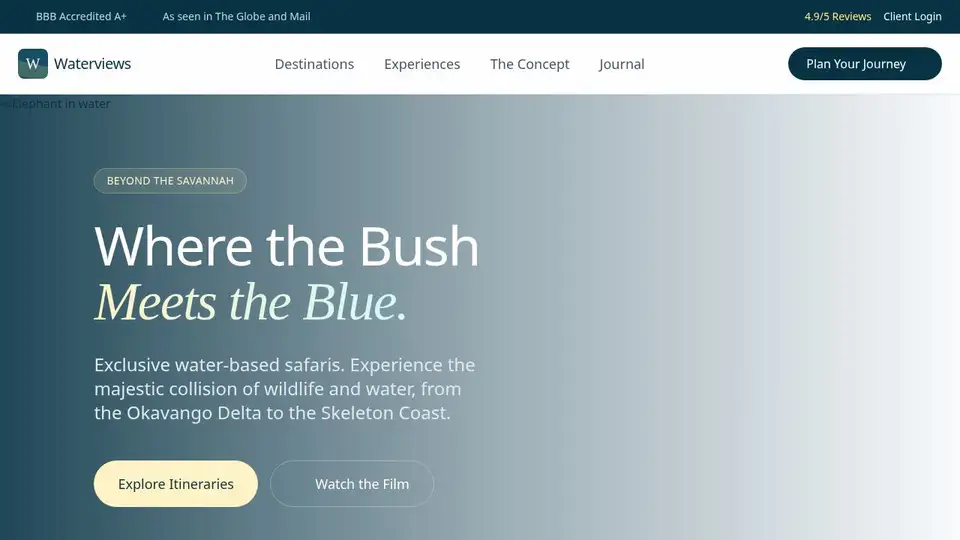 BBB Accredited A+
As seen in The Globe and Mail
4.9/5 Reviews
Client Login
W
Waterviews
Destinations
Experiences
The Concept
Journal
Plan Your Journey
Elephant in water
BEYOND THE SAVANNAH
Where the Bush
Meets the Blue.
Exclusive water-based safaris. Experience the
majestic collision of wildlife and water, from
the Okavango Delta to the Skeleton Coast.
Explore Itineraries
Watch the Film